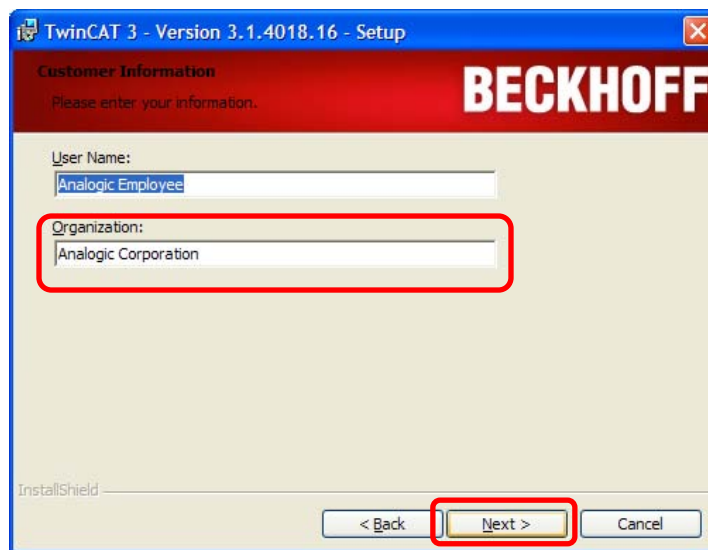 TwinCAT 3 - Version 3.1.4018.16 - Setup
Customer Information
Please enter your information.
BECKHOFF
User Name:
Analogic Employee
Organization:
Analogic Corporation
InstallShield
< Back
Next >
Cancel